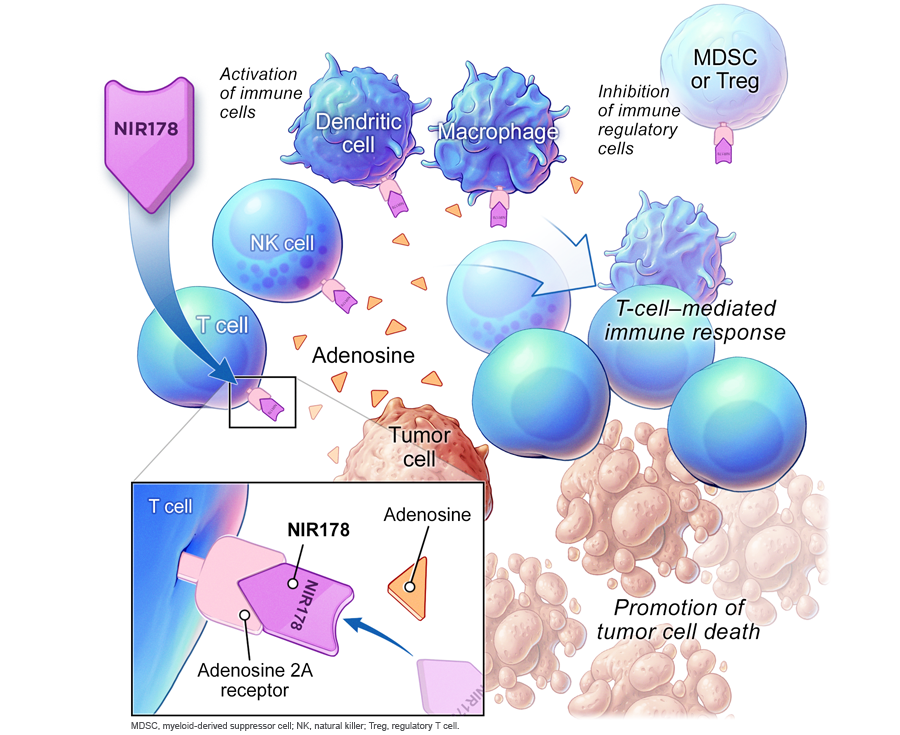 NIR178
Activation
of immune
cells
Dendritic
cell
Macrophage
Inhibition
of immune
regulatory
cells
MDSC
or Treg
NK cell
T cell
Adenosine
T-cell–mediated
immune response
Tumor
cell
T cell
NIR178
Adenosine
NIR178
Adenosine 2A
receptor
Promotion of
tumor cell death
MDSC, myeloid-derived suppressor cell; NK, natural killer; Treg, regulatory T cell.